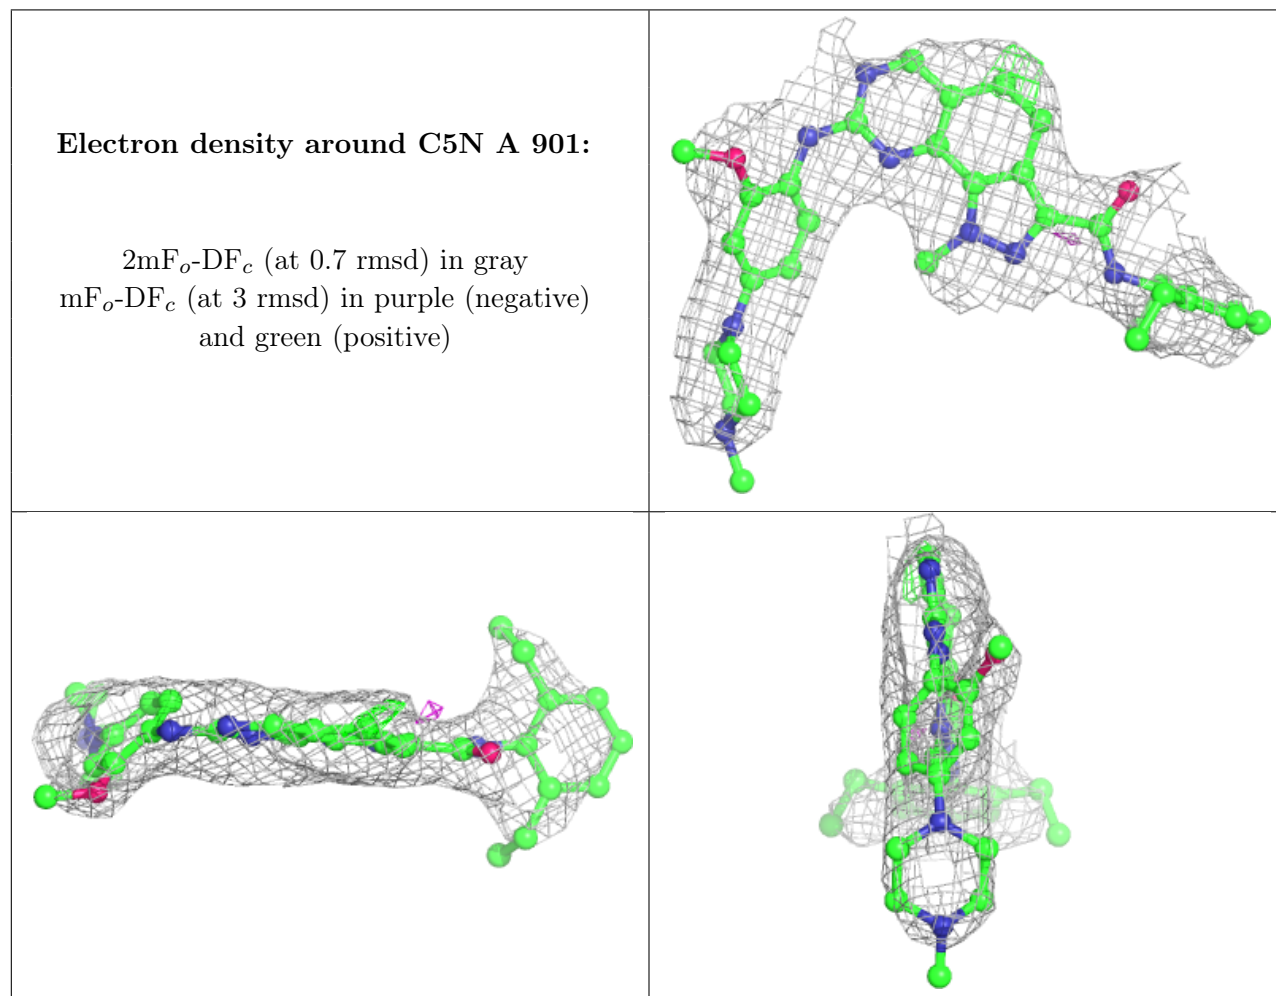 Electron density around C5N A 901:
2mFo-DFc (at 0.7 rmsd) in gray
mFo-DFc (at 3 rmsd) in purple (negative)
and green (positive)